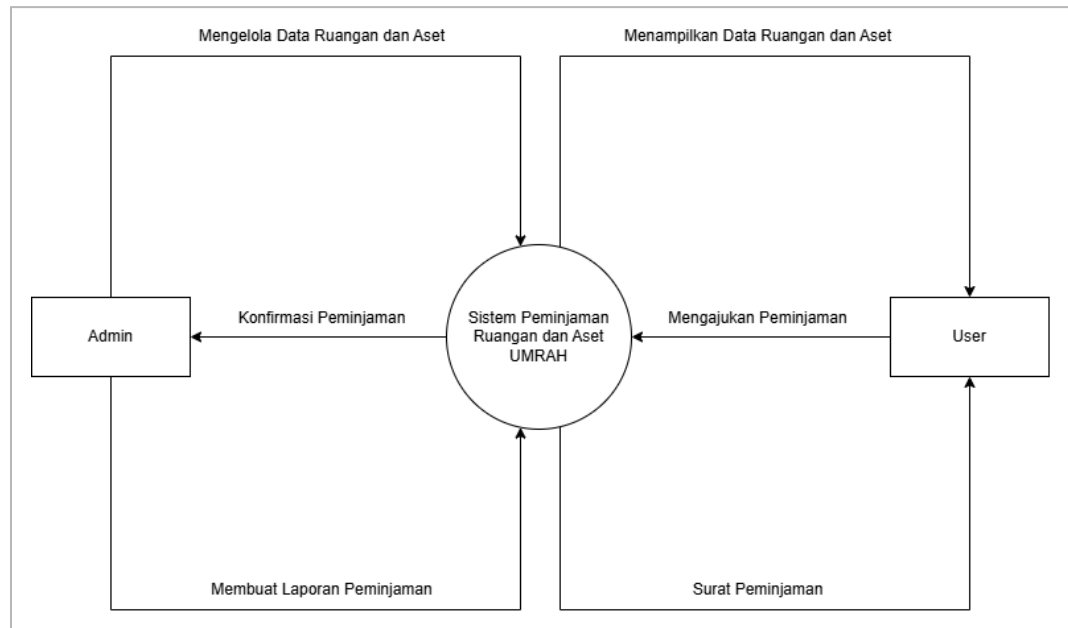 Mengelola Data Ruangan dan Aset
Menampilkan Data Ruangan dan Aset
Admin
Konfirmasi Peminjaman
Sistem Peminjaman
Ruangan dan Aset
UMRAH
Mengajukan Peminjaman
User
Membuat Laporan Peminjaman
Surat Peminjaman